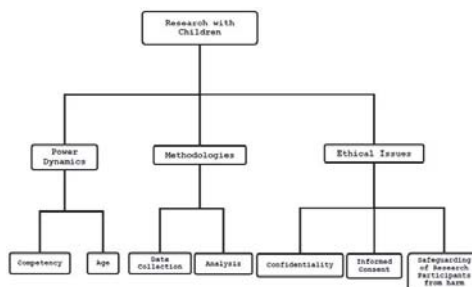 Research with
Children
Power
Dynamics
Methodologies
Ethical Issues
Competency
Age
Data
Collection
Analysis
Confidentiality
Informed
Consent
Safeguarding
of Research
Participants
from harm